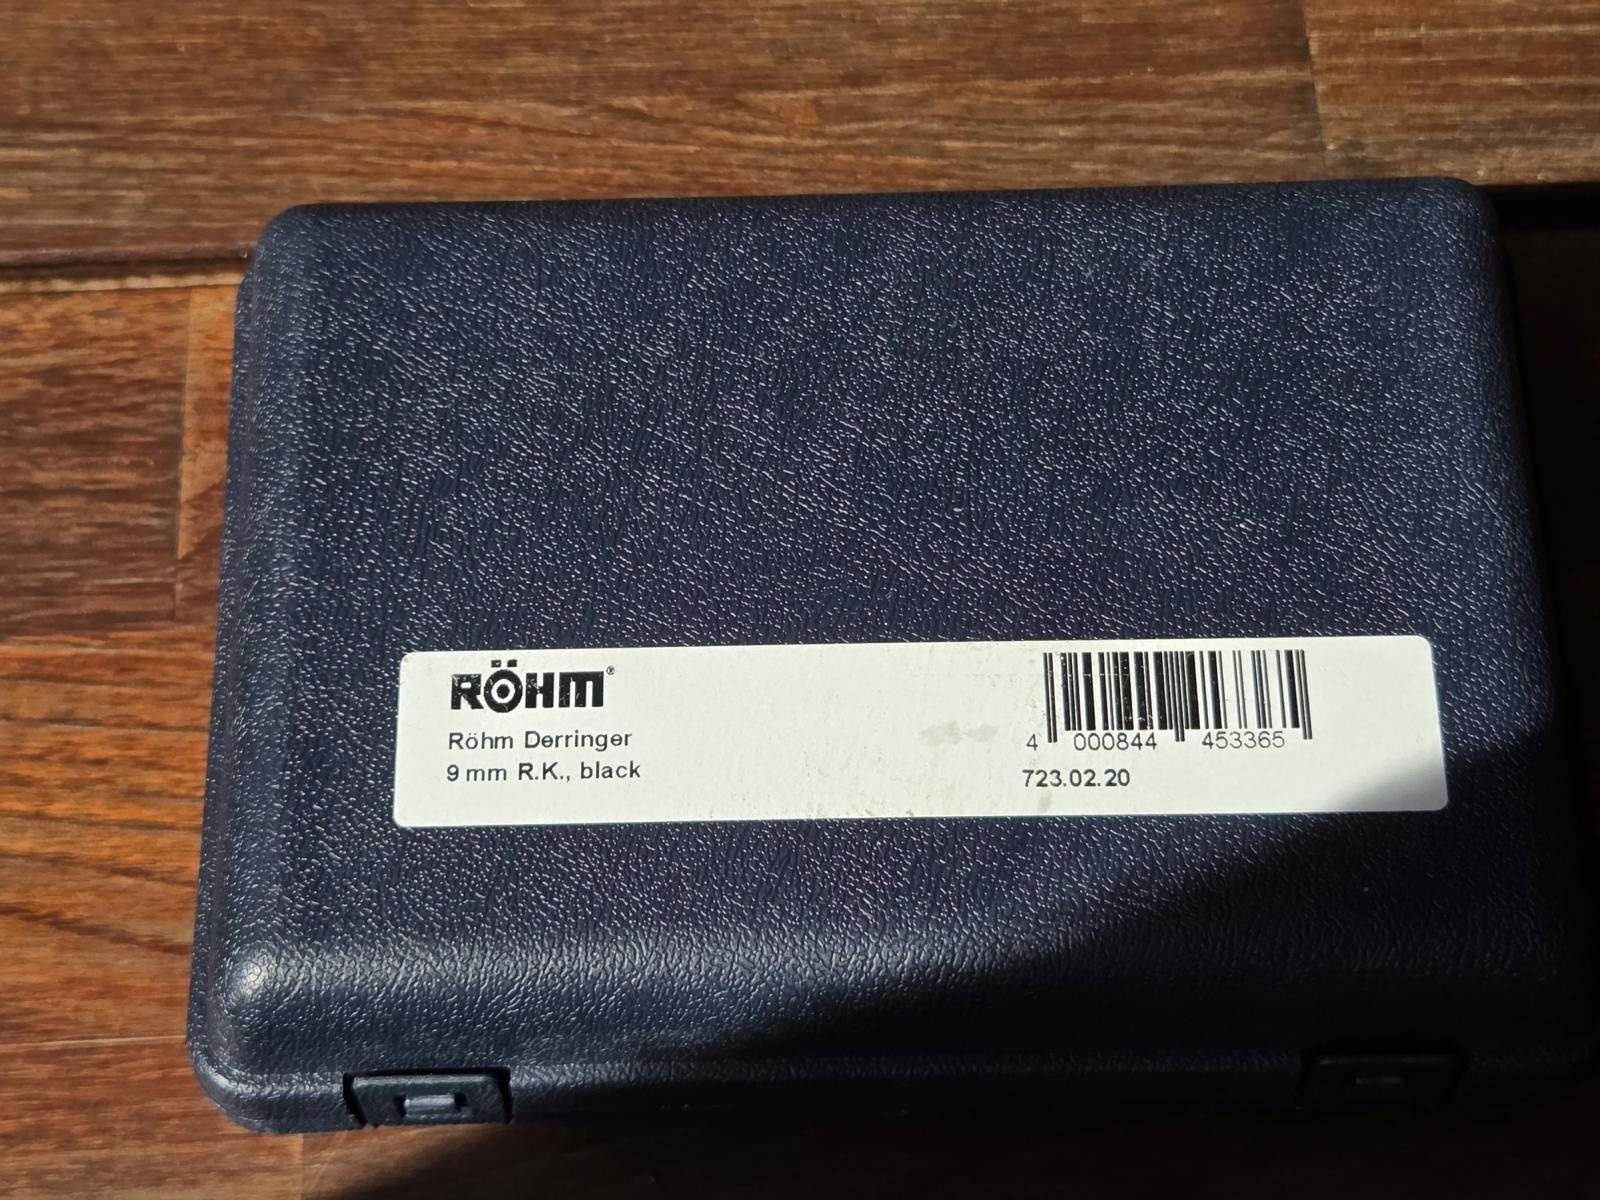 RÖHM®
Röhm Derringer
9 mm R.K., black
4 000844 453365
723.02.20